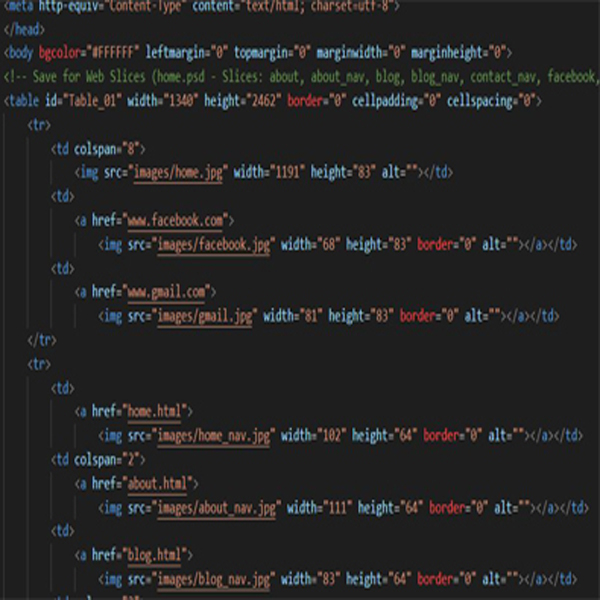 <meta http-equiv="Content-Type" content="text/html; charset=utf-8">
</head>
<body bgcolor="#FFFFFF" leftmargin="0" topmargin="0" marginwidth="0" marginheight="0">
<!-- Save for Web Slices (home.psd - Slices: about, about_nav, blog, blog_nav, contact_nav, facebook,
<table id="Table_01" width="1340" height="2462" border="0" cellpadding="0" cellspacing="0">
<tr>
<td colspan="8">
<img src="images/home.jpg" width="1191" height="83" alt=""></td>
<td>
<a href="www.facebook.com">
<img src="images/facebook.jpg" width="68" height="83" border="0" alt=""></a></td>
<td>
<a href="www.gmail.com">
<img src="images/gmail.jpg" width="81" height="83" border="0" alt=""></a></td>
</tr>
<tr>
<td>
<a href="home.html">
<img src="images/home_nav.jpg" width="102" height="64" border="0" alt=""></a></td>
<td colspan="2">
<a href="about.html">
<img src="images/about_nav.jpg" width="111" height="64" border="0" alt=""></a></td>
<td>
<a href="blog.html">
<img src="images/blog_nav.jpg" width="83" height="64" border="0" alt=""></a></td>